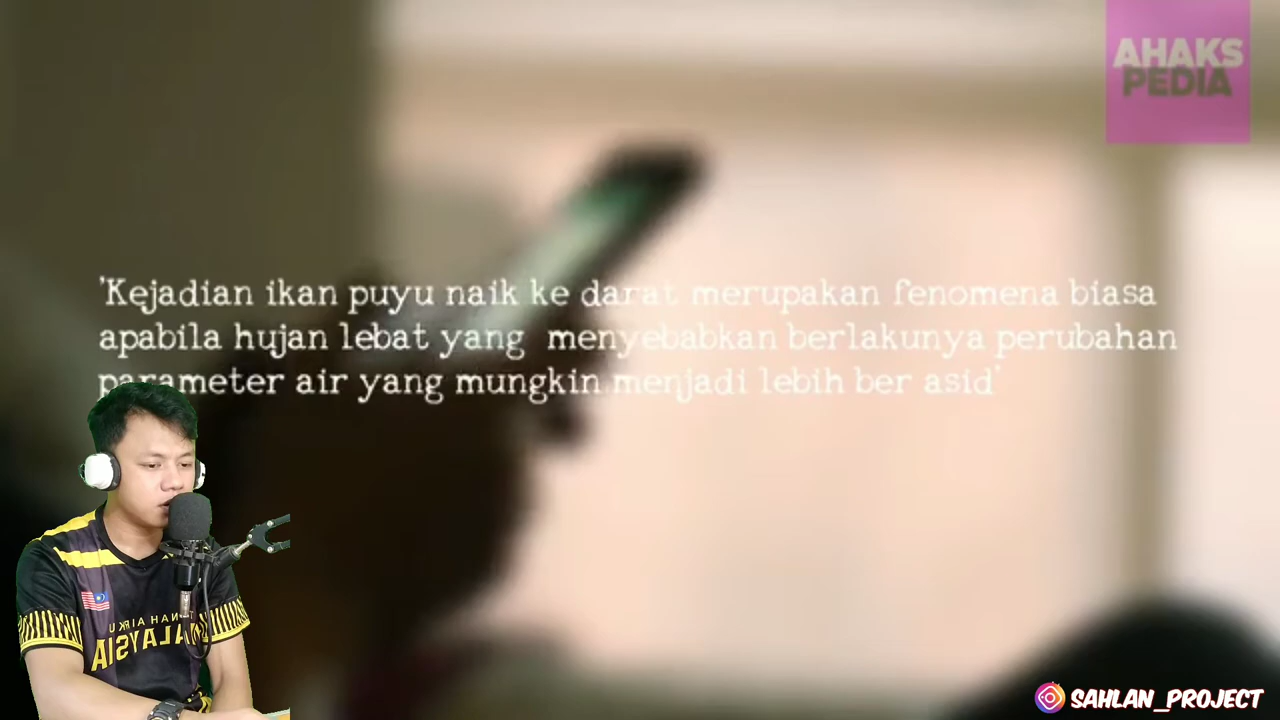 AHAKS
PEDIA
'Kejadian ikan puyu naik ke darat merupakan fenomena biasa
apabila hujan lebat yang menyebabkan berlakunya perubahan
parameter air yang mungkin menjadi lebih ber asid'
MALAYSIA
SAHLAN_PROJECT